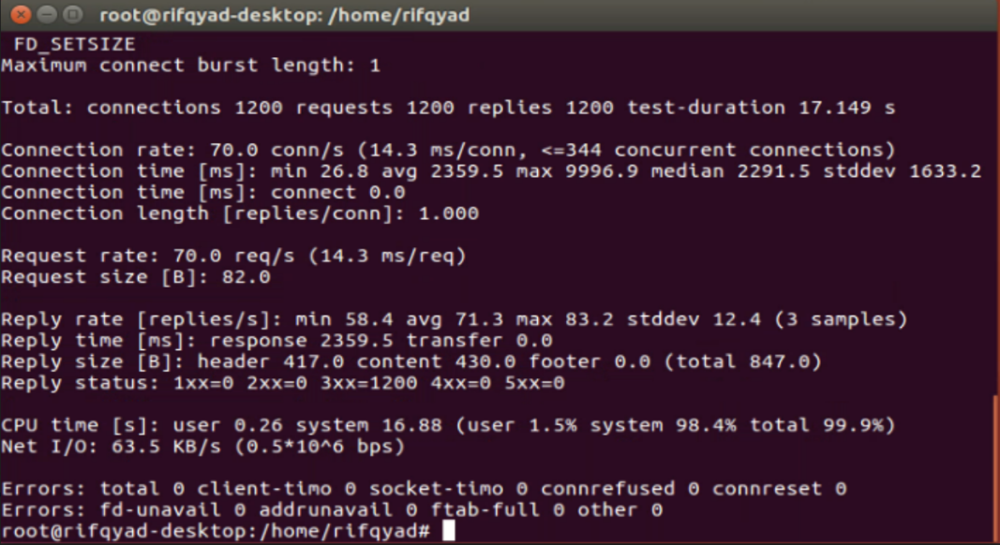 root@rifqyad-desktop: /home/rifqyad
FD_SETSIZE
Maximum connect burst length: 1
Total: connections 1200 requests 1200 replies 1200 test-duration 17.149 s
Connection rate: 70.0 conn/s (14.3 ms/conn, <=344 concurrent connections)
Connection time [ms]: min 26.8 avg 2359.5 max 9996.9 median 2291.5 stddev 1633.2
Connection time [ms]: connect 0.0
Connection length [replies/conn]: 1.000
Request rate: 70.0 req/s (14.3 ms/req)
Request size [B]: 82.0
Reply rate [replies/s]: min 58.4 avg 71.3 max 83.2 stddev 12.4 (3 samples)
Reply time [ms]: response 2359.5 transfer 0.0
Reply size [B]: header 417.0 content 430.0 footer 0.0 (total 847.0)
Reply status: 1xx=0 2xx=0 3xx=1200 4xx=0 5xx=0
CPU time [s]: user 0.26 system 16.88 (user 1.5% system 98.4% total 99.9%)
Net I/O: 63.5 KB/s (0.5*10^6 bps)
Errors: total 0 client-timo 0 socket-timo 0 connrefused 0 connreset 0
Errors: fd-unavail 0 addrunavail 0 ftab-full 0 other 0
root@rifqyad-desktop:/home/rifqyad#